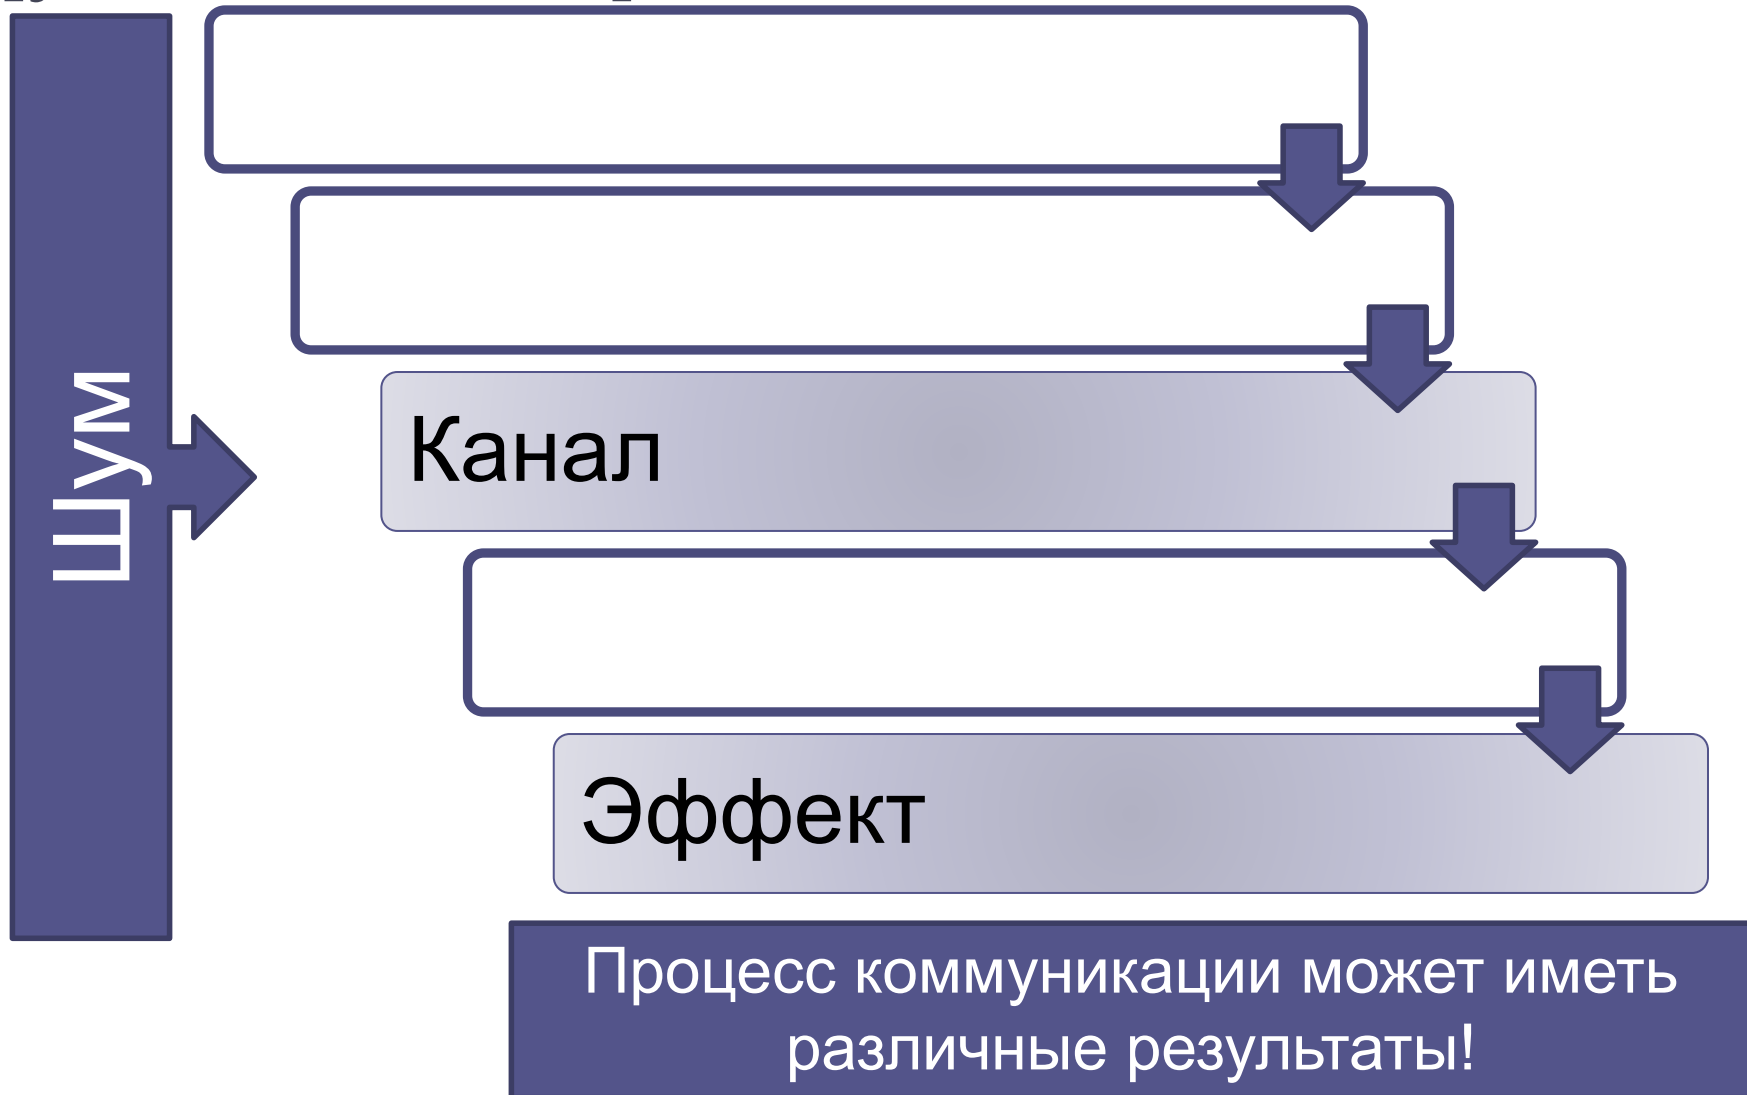 Шум
Канал
Эффект
Процесс коммуникации может иметь
различные результаты!